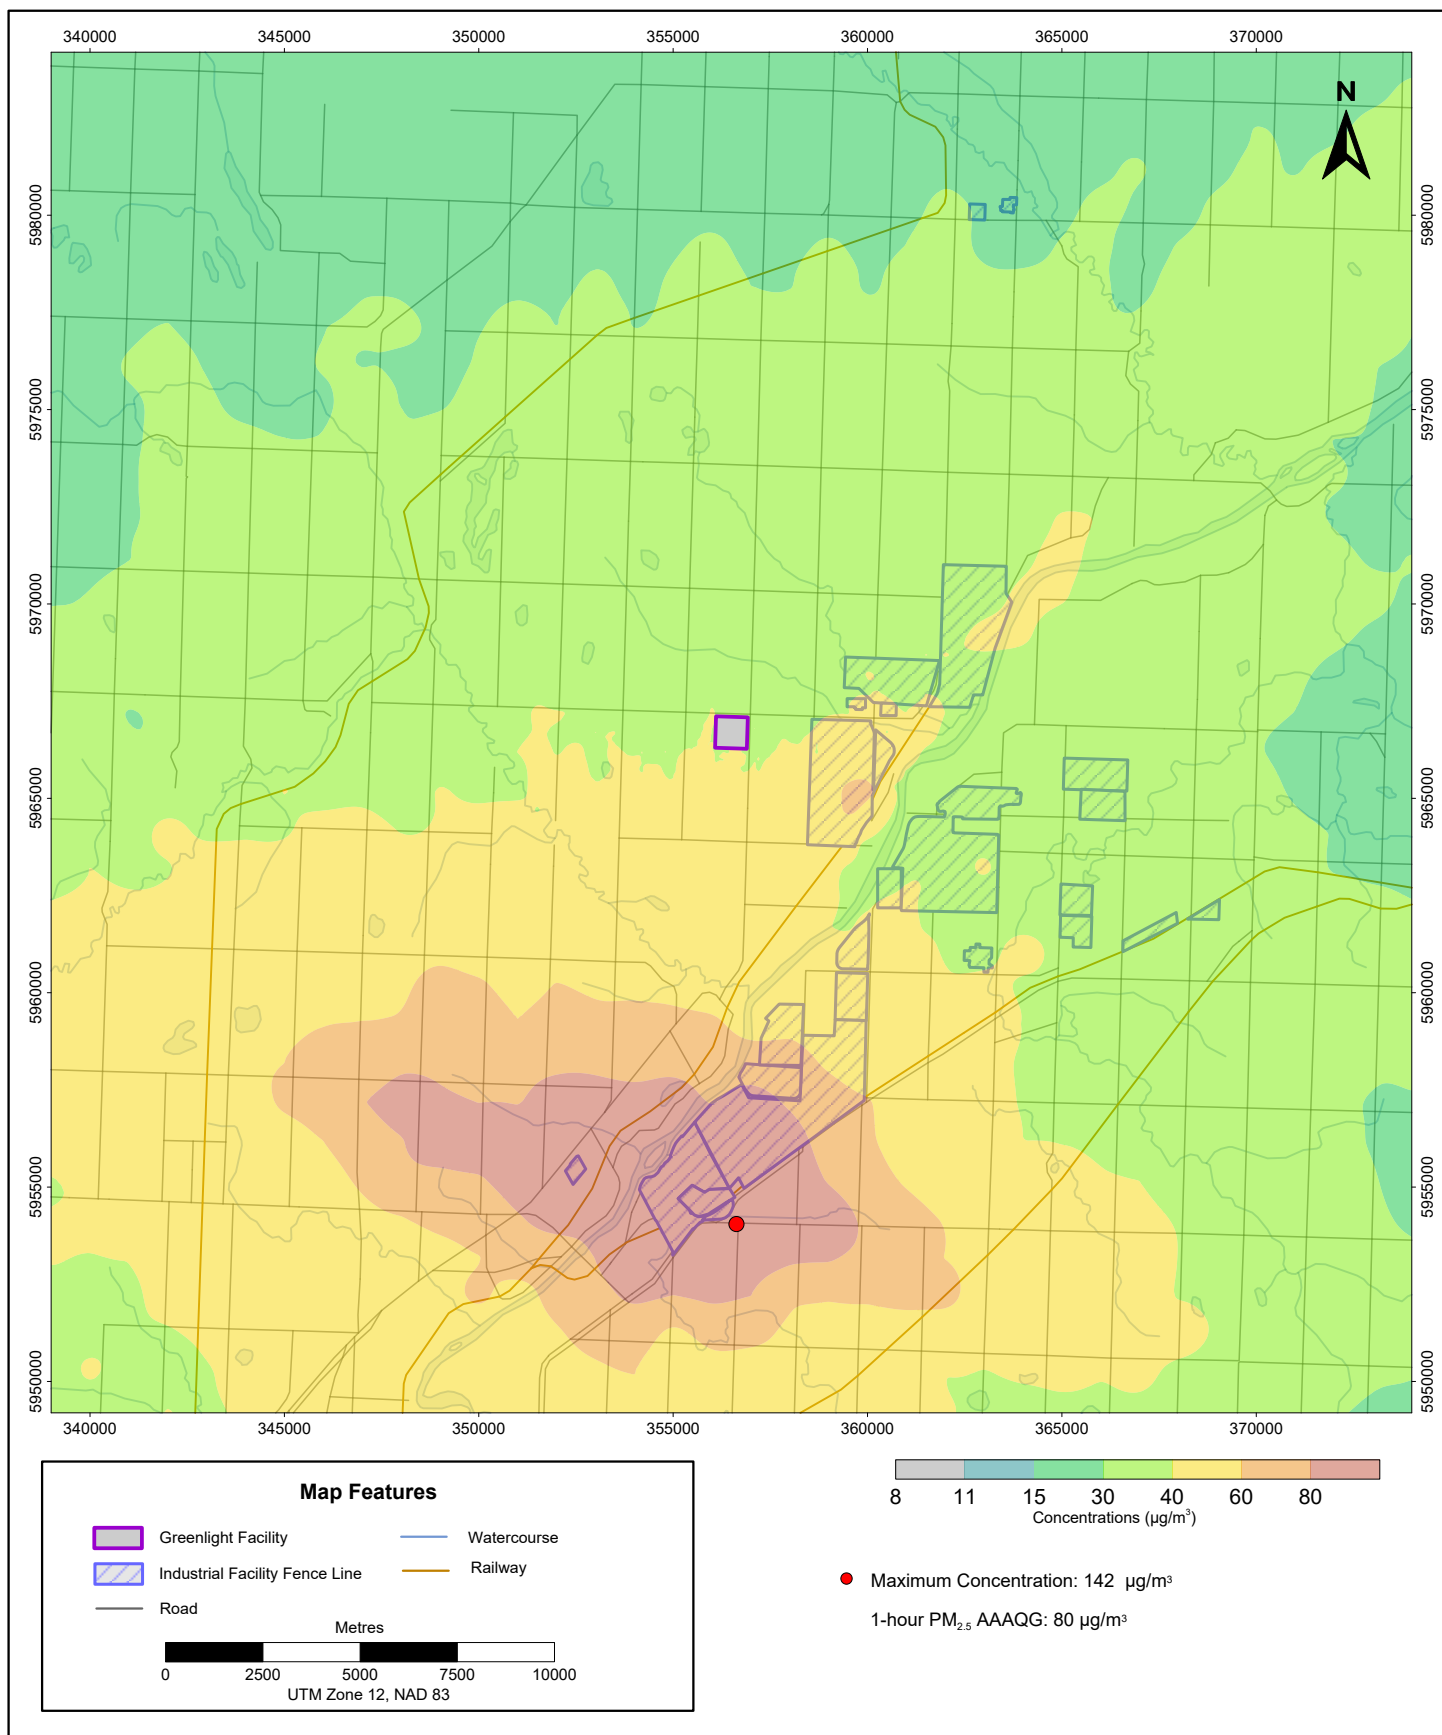 340000 345000 350000 355000 360000 365000 370000
N
5980000 5980000
5975000 5975000
5970000 5970000
5965000 5965000
5960000 5960000
5955000 5955000
5950000 5950000
340000 345000 350000 355000 360000 365000 370000
Map Features
Greenlight Facility
Watercourse
Industrial Facility Fence Line
Railway
Road
Metres
0 2500 5000 7500 10000
UTM Zone 12, NAD 83
8 11 15 30 40 60 80
Concentrations (µg/m³)
Maximum Concentration: 142 µg/m³
1-hour PM₂.₅ AAAQG: 80 µg/m³